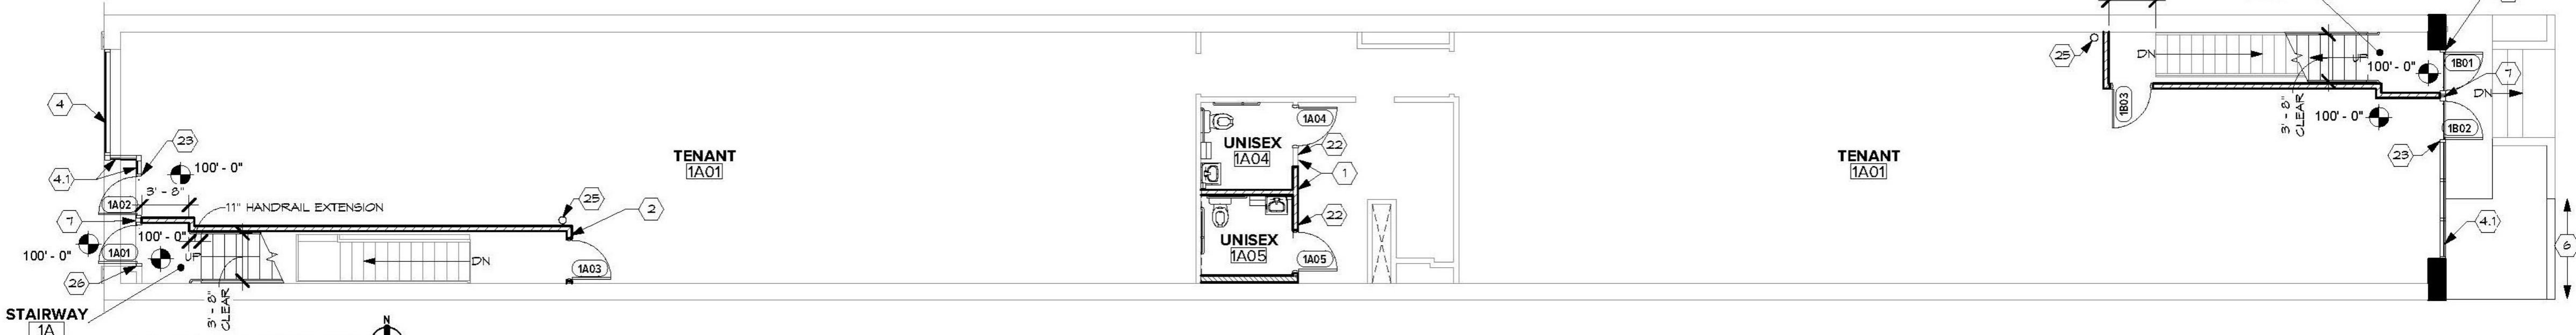 25
DN
UP
100' - 0"
1B01
7
DN
4
1A04
1B03
3' - 8"
CLEAR
100' - 0"
1B02
23
UNISEX
1A04
22
TENANT
1A01
TENANT
1A01
23
4.1
100' - 0"
1
3' - 8"
1A02
11" HANDRAIL EXTENSION
25
2
22
7
4.1
100' - 0"
UP
UNISEX
1A05
6
100' - 0"
1A01
DN
1A03
1A05
26
3' - 8"
CLEAR
STAIRWAY
1A
N